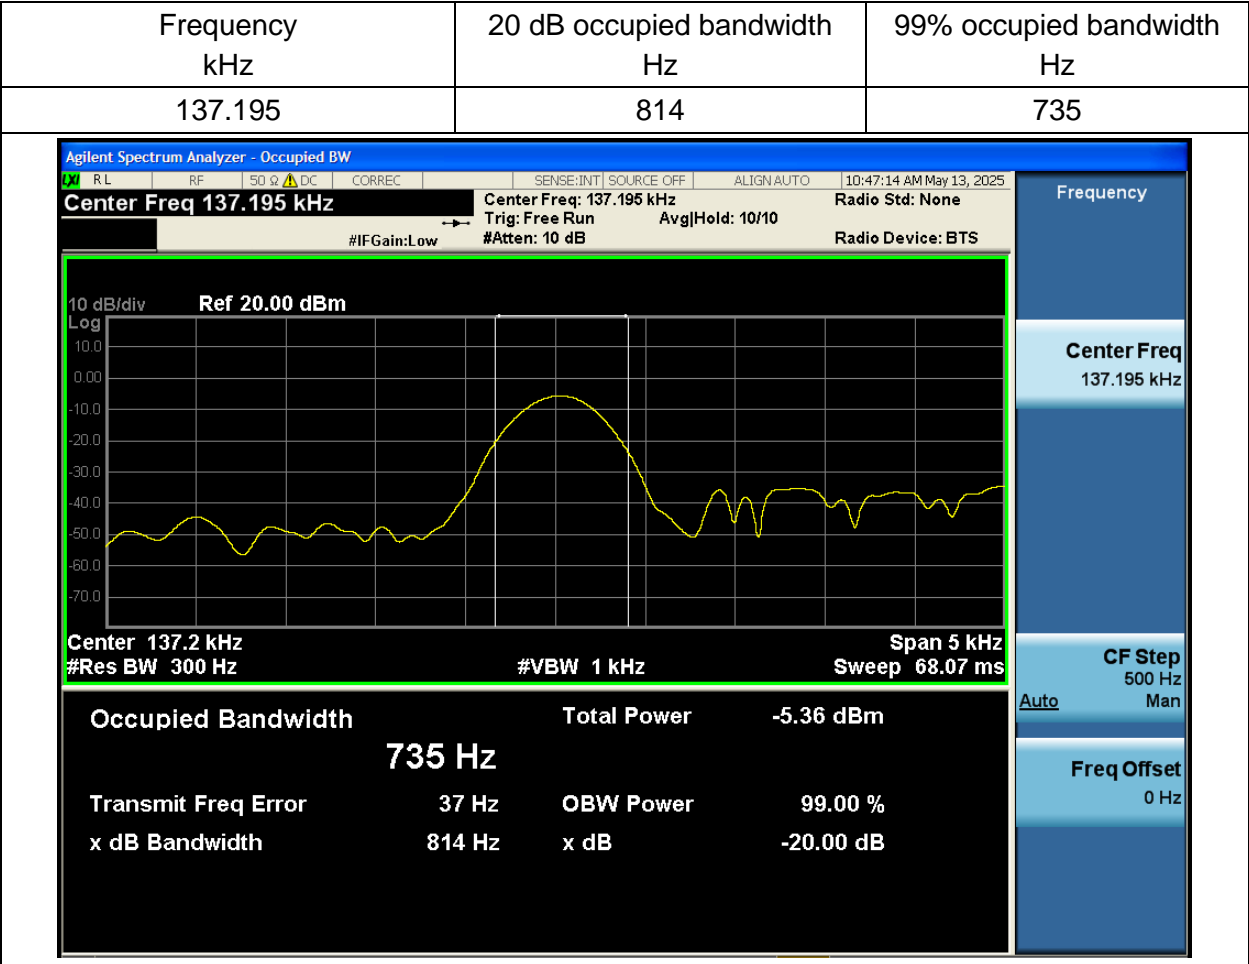 Frequency 20 dB occupied bandwidth 99% occupied bandwidth
kHz Hz Hz
137.195 814 735
Agilent Spectrum Analyzer - Occupied BW
LXI R L RF 50 Ω DC CORREC SENSE:INT SOURCE OFF ALIGN AUTO 10:47:14 AM May 13, 2025
Center Freq 137.195 kHz
Center Freq: 137.195 kHz Radio Std: None
Trig: Free Run Avg|Hold: 10/10
#IFGain:Low #Atten: 10 dB Radio Device: BTS
10 dB/div Ref 20.00 dBm
Log
10.0
0.00
-10.0
-20.0
-30.0
-40.0
-50.0
-60.0
-70.0
Center 137.2 kHz Span 5 kHz
#Res BW 300 Hz #VBW 1 kHz Sweep 68.07 ms
Occupied Bandwidth Total Power -5.36 dBm
735 Hz
Transmit Freq Error 37 Hz OBW Power 99.00 %
x dB Bandwidth 814 Hz x dB -20.00 dB
Frequency
Center Freq
137.195 kHz
CF Step
500 Hz
Auto Man
Freq Offset
0 Hz